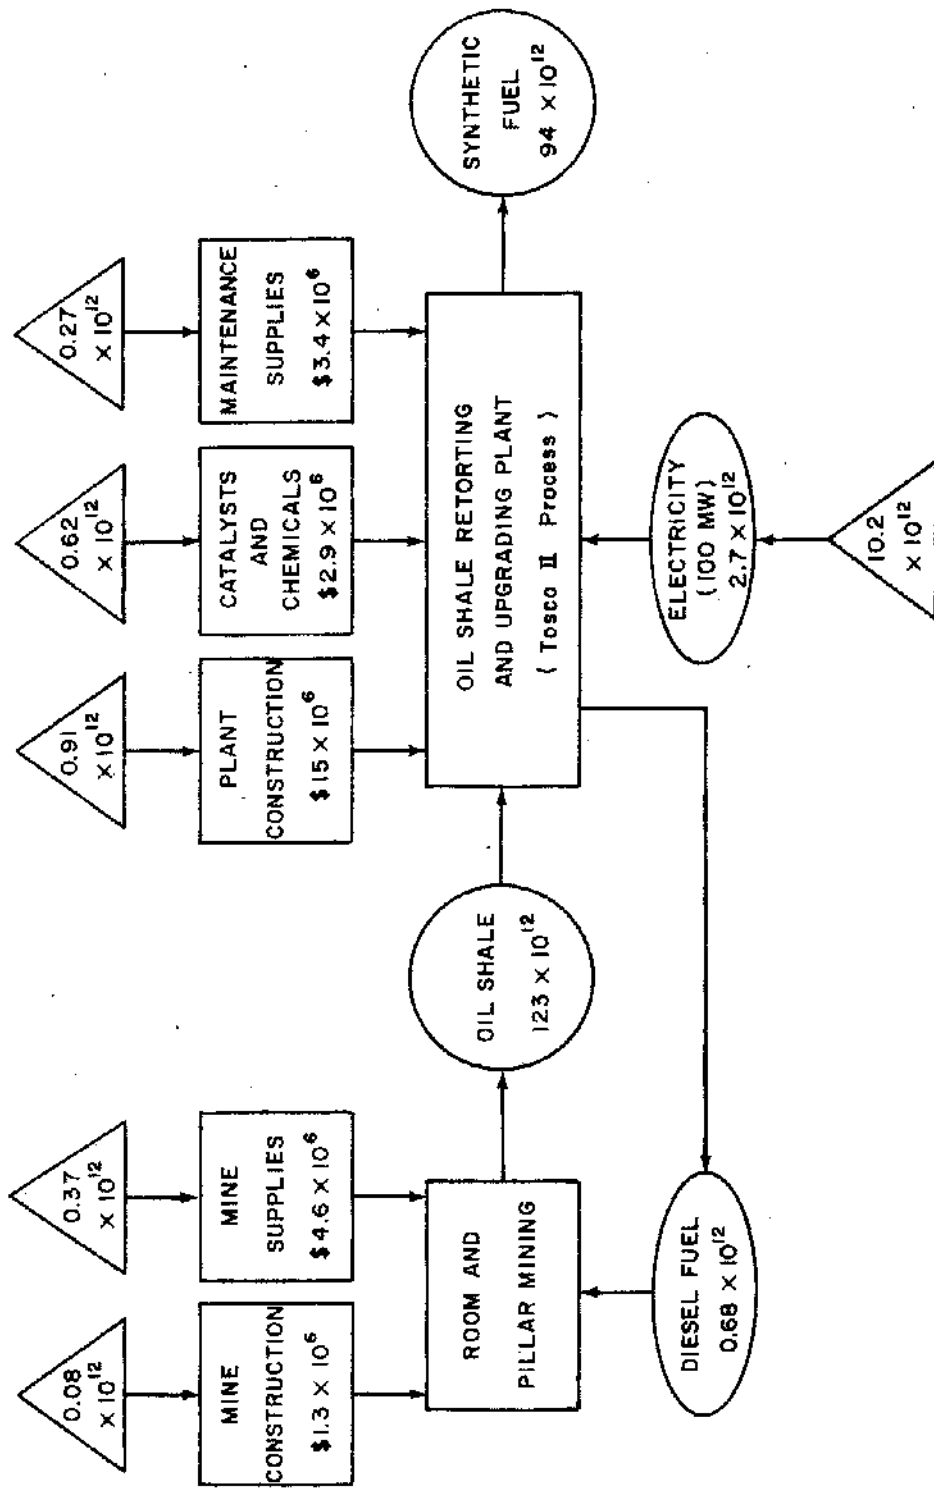 0.08
× 10¹²
0.37
× 10¹²
0.91
× 10¹²
0.62
× 10¹²
0.27
× 10¹²
MINE
CONSTRUCTION
$1.3 × 10⁶
MINE
SUPPLIES
$4.6 × 10⁶
PLANT
CONSTRUCTION
$15 × 10⁶
CATALYSTS
AND
CHEMICALS
$2.9 × 10⁶
MAINTENANCE
SUPPLIES
$3.4 × 10⁶
ROOM AND
PILLAR MINING
OIL SHALE
123 × 10¹²
OIL SHALE RETORTING
AND UPGRADING PLANT
( Tosco II Process )
SYNTHETIC
FUEL
94 × 10¹²
DIESEL FUEL
0.68 × 10¹²
ELECTRICITY
(100 MW)
2.7 × 10¹²
10.2
× 10¹²